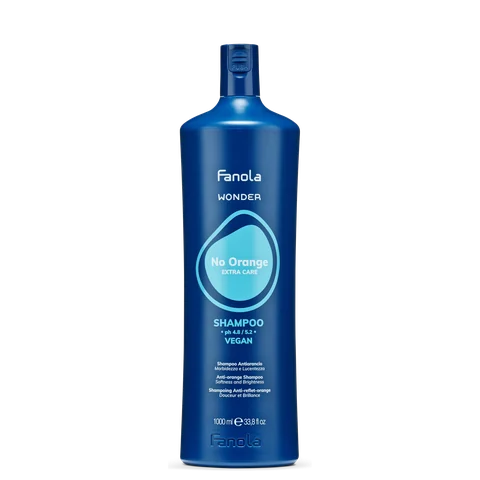 Fanola
WONDER
No Orange
EXTRA CARE
SHAMPOO
• ph 4.8 / 5.2 •
VEGAN
Shampoo Antiarancio
Morbidezza e Lucentezza
Anti-orange Shampoo
Softness and Brightness
Shampoing Anti-reflet-orange
Douceur et Brillance
1000 ml ℮ 33,8 fl oz
Fanola